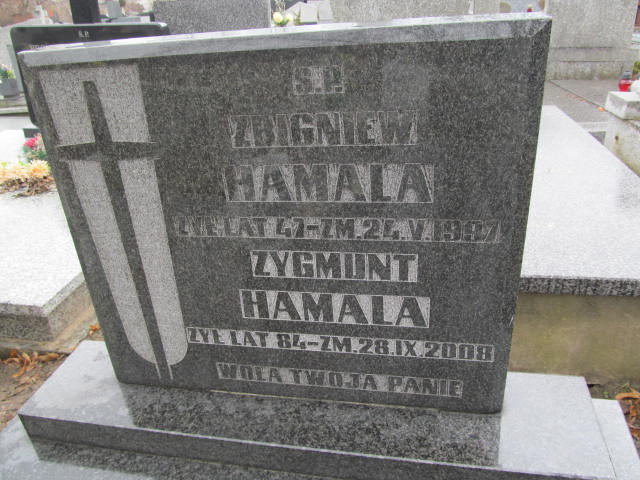 Ś.P.
ZBIGNIEW
HAMALA
ŻYŁ LAT 47-ZM.24.V.1997
ZYGMUNT
HAMALA
ŻYŁ LAT 84-ZM.28.IX.2008
WOLA TWOJA PANIE